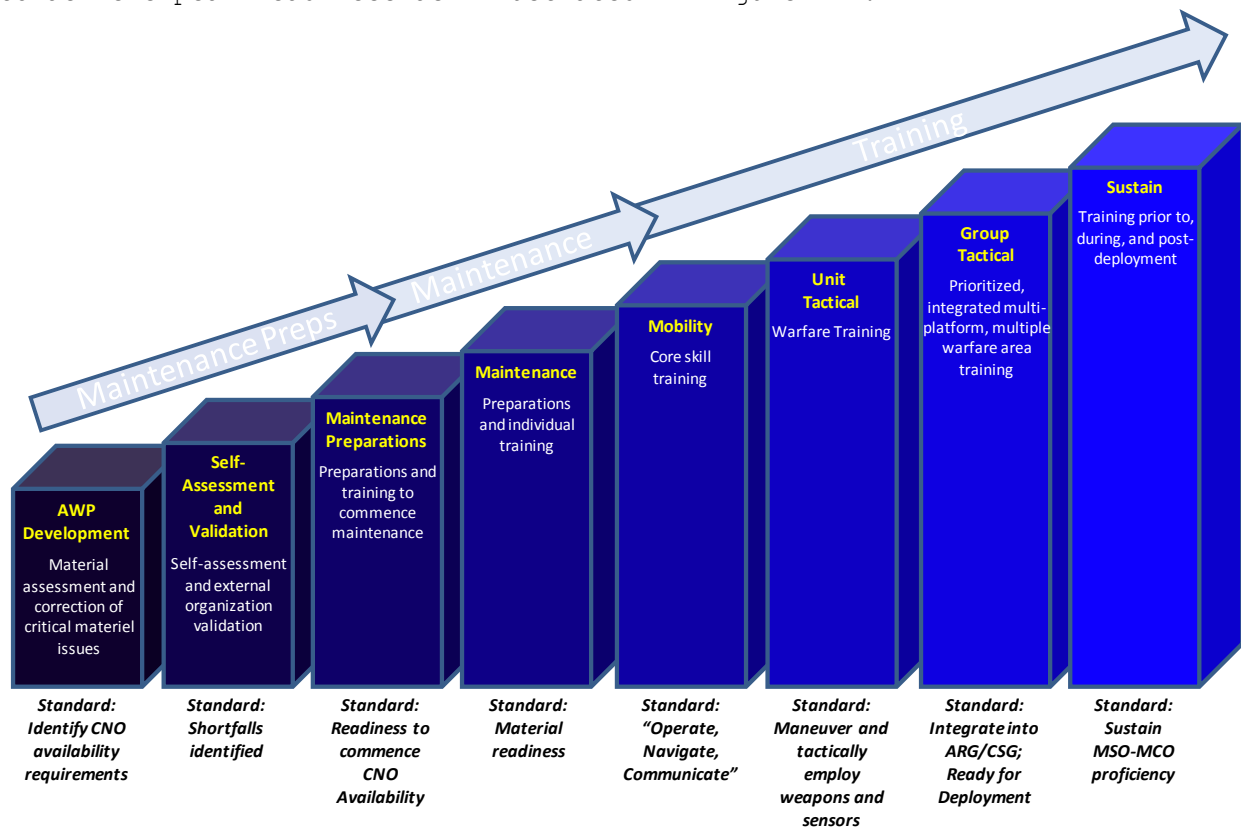 Maintenance Preps
Maintenance
Training
AWP
Development
Material
assessment and
correction of
critical materiel
issues
Standard:
Identify CNO
availability
requirements
Self-
Assessment
and
Validation
Self-assessment
and external
organization
validation
Standard:
Shortfalls
identified
Maintenance
Preparations
Preparations and
training to
commence
maintenance
Standard:
Readiness to
commence
CNO
Availability
Maintenance
Preparations
and individual
training
Standard:
Material
readiness
Mobility
Core skill
training
Standard:
“Operate,
Navigate,
Communicate”
Unit
Tactical
Warfare Training
Standard:
Maneuver and
tactically
employ
weapons and
sensors
Group
Tactical
Prioritized,
integrated multi-
platform, multiple
warfare area
training
Standard:
Integrate into
ARG/CSG;
Ready for
Deployment
Sustain
Training prior to,
during, and post-
deployment
Standard:
Sustain
MSO-MCO
proficiency